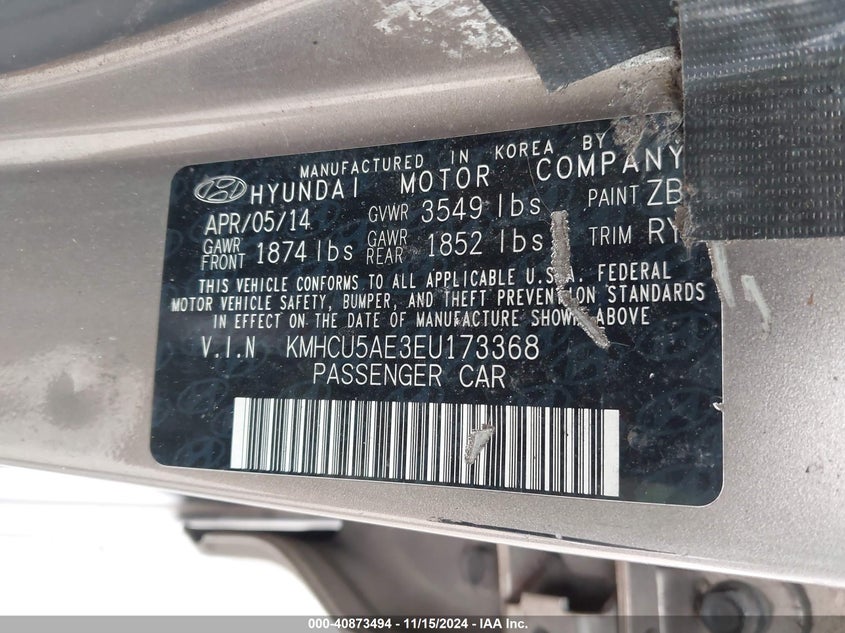 MANUFACTURED IN KOREA BY
HYUNDAI MOTOR COMPANY
APR/05/14 GVWR 3549 lbs PAINT ZB
GAWR FRONT 1874 lbs GAWR REAR 1852 lbs TRIM RY
THIS VEHICLE CONFORMS TO ALL APPLICABLE U.S.A. FEDERAL
MOTOR VEHICLE SAFETY, BUMPER, AND THEFT PREVENTION STANDARDS
IN EFFECT ON THE DATE OF MANUFACTURE SHOWN ABOVE
V.I.N KMHCU5AE3EU173368
PASSENGER CAR
000-40873494 - 11/15/2024 - IAA Inc.